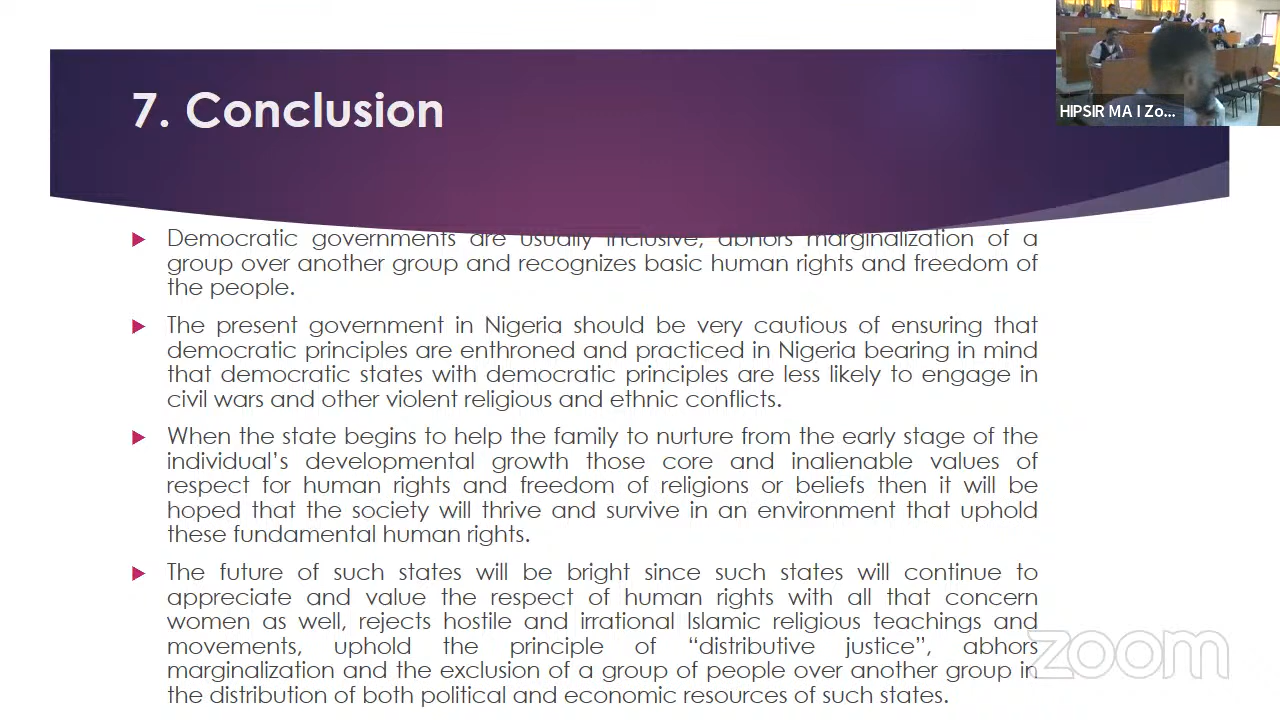 7. Conclusion
HIPSIR MA I Zo...
Democratic governments are usually inclusive, abhors marginalization of a
group over another group and recognizes basic human rights and freedom of
the people.
The present government in Nigeria should be very cautious of ensuring that
democratic principles are enthroned and practiced in Nigeria bearing in mind
that democratic states with democratic principles are less likely to engage in
civil wars and other violent religious and ethnic conflicts.
When the state begins to help the family to nurture from the early stage of the
individual’s developmental growth those core and inalienable values of
respect for human rights and freedom of religions or beliefs then it will be
hoped that the society will thrive and survive in an environment that uphold
these fundamental human rights.
The future of such states will be bright since such states will continue to
appreciate and value the respect of human rights with all that concern
women as well, rejects hostile and irrational Islamic religious teachings and
movements, uphold the principle of “distributive justice”, abhors
marginalization and the exclusion of a group of people over another group in
the distribution of both political and economic resources of such states.
zoom